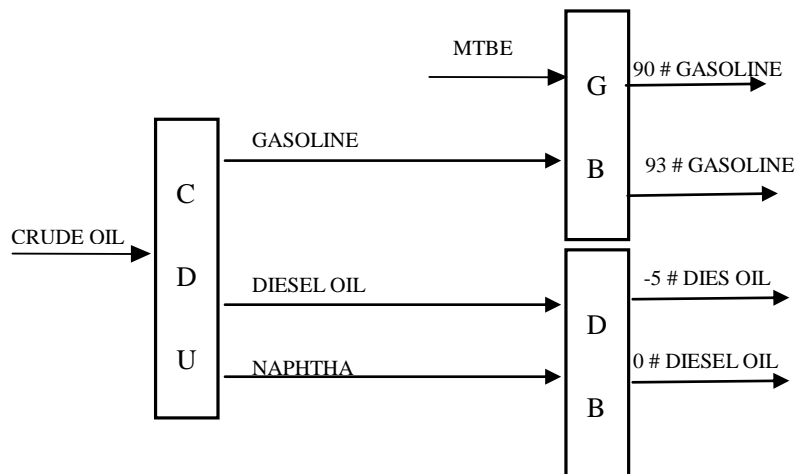 MTBE
90 # GASOLINE
G
GASOLINE
B
93 # GASOLINE
C
CRUDE OIL
D
U
DIESEL OIL
NAPHTHA
-5 # DIES OIL
D
0 # DIESEL OIL
B